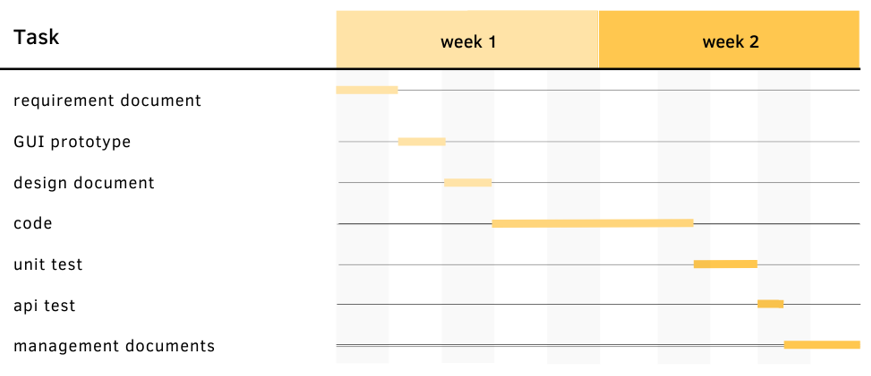 Task
week 1
week 2
requirement document
GUI prototype
design document
code
unit test
api test
management documents